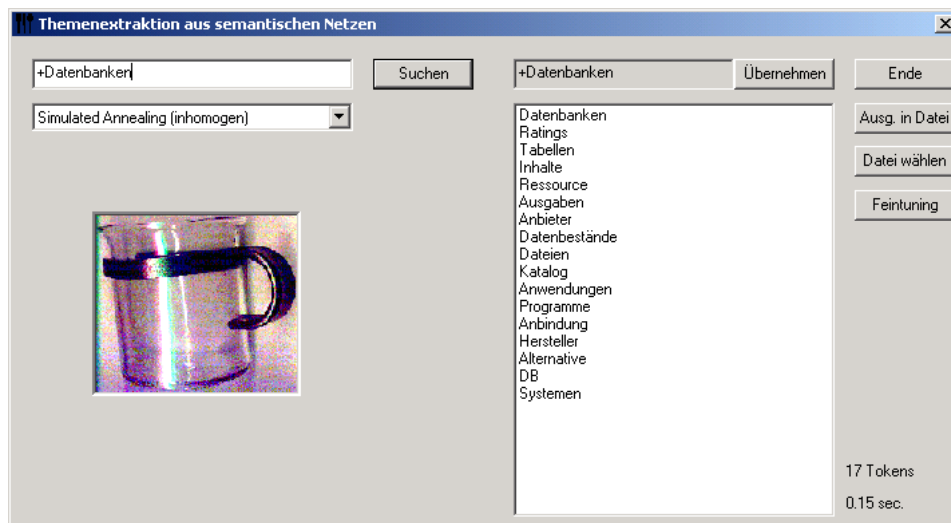 Themenextraktion aus semantischen Netzen
+Datenbanken
Suchen
Simulated Annealing (inhomogen)
+Datenbanken
Übernehmen
Ende
Ausg. in Datei
Datei wählen
Feintuning
Datenbanken
Ratings
Tabellen
Inhalte
Ressource
Ausgaben
Anbieter
Datenbestände
Dateien
Katalog
Anwendungen
Programme
Anbindung
Hersteller
Alternative
DB
Systemen
17 Tokens
0.15 sec.